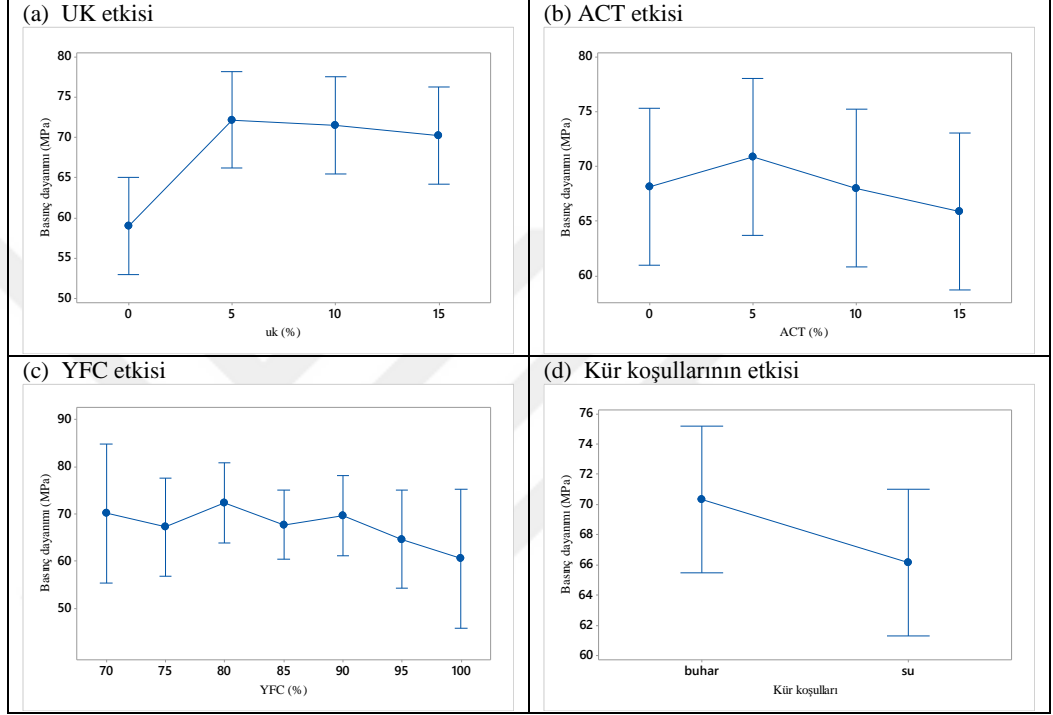 (a) UK etkisi
80
75
70
65
60
55
50
Basınç dayanımı (MPa)
0 5 10 15
uk (%)
(b) ACT etkisi
80
75
70
65
60
Basınç dayanımı (MPa)
0 5 10 15
ACT (%)
(c) YFC etkisi
90
80
70
60
50
Basınç dayanımı (MPa)
70 75 80 85 90 95 100
YFC (%)
(d) Kür koşullarının etkisi
76
74
72
70
68
66
64
62
60
Basınç dayanımı (MPa)
buhar su
Kür koşulları